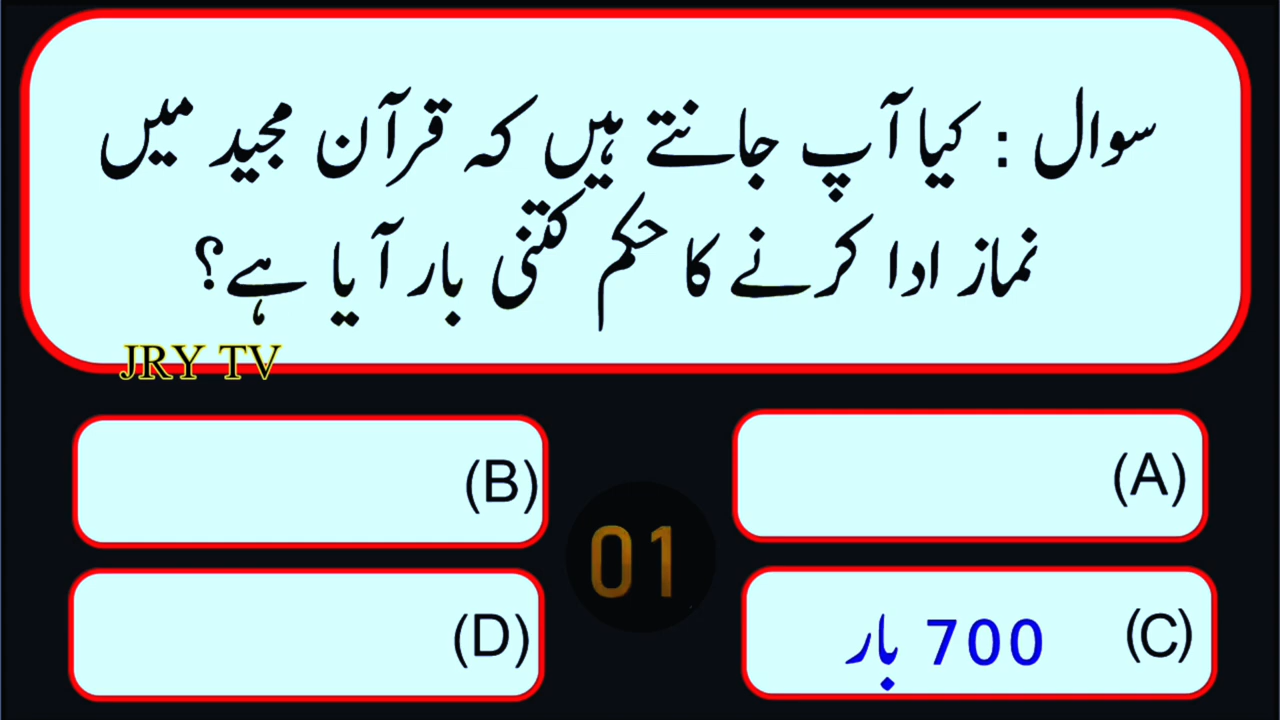 سوال : کیا آپ جانتے ہیں کہ قرآن مجید میں
نماز ادا کرنے کا حکم کتنی بار آیا ہے؟
JRY TV
(A)
(B)
01
(C) 700 بار
(D)